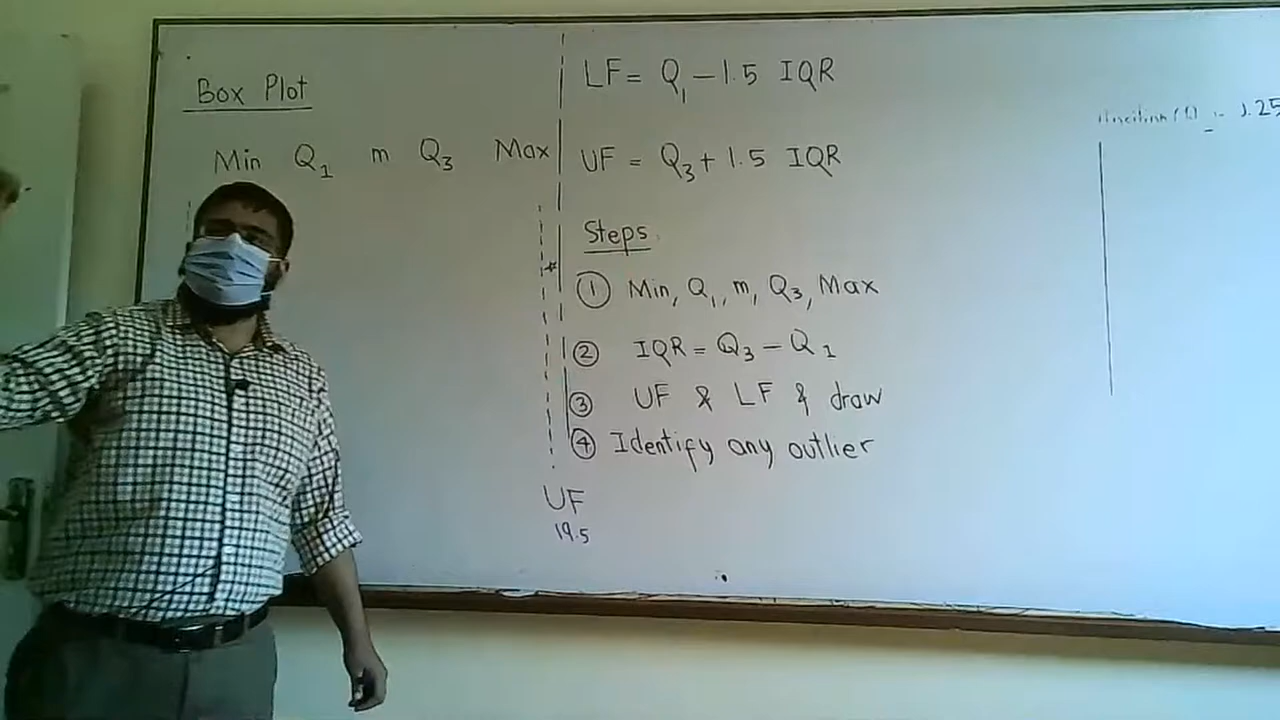 Box Plot
Min Q₁ m Q₃ Max
LF = Q₁ - 1.5 IQR
UF = Q₃ + 1.5 IQR
Steps
① Min, Q₁, m, Q₃, Max
② IQR = Q₃ - Q₁
③ UF & LF & draw
④ Identify any outlier
UF
19.5